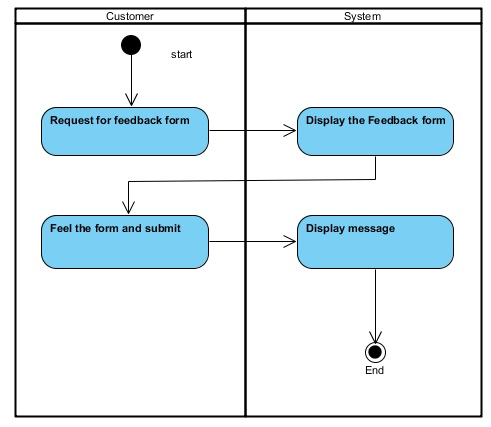 Customer
System
start
Request for feedback form
Display the Feedback form
Feel the form and submit
Display message
End